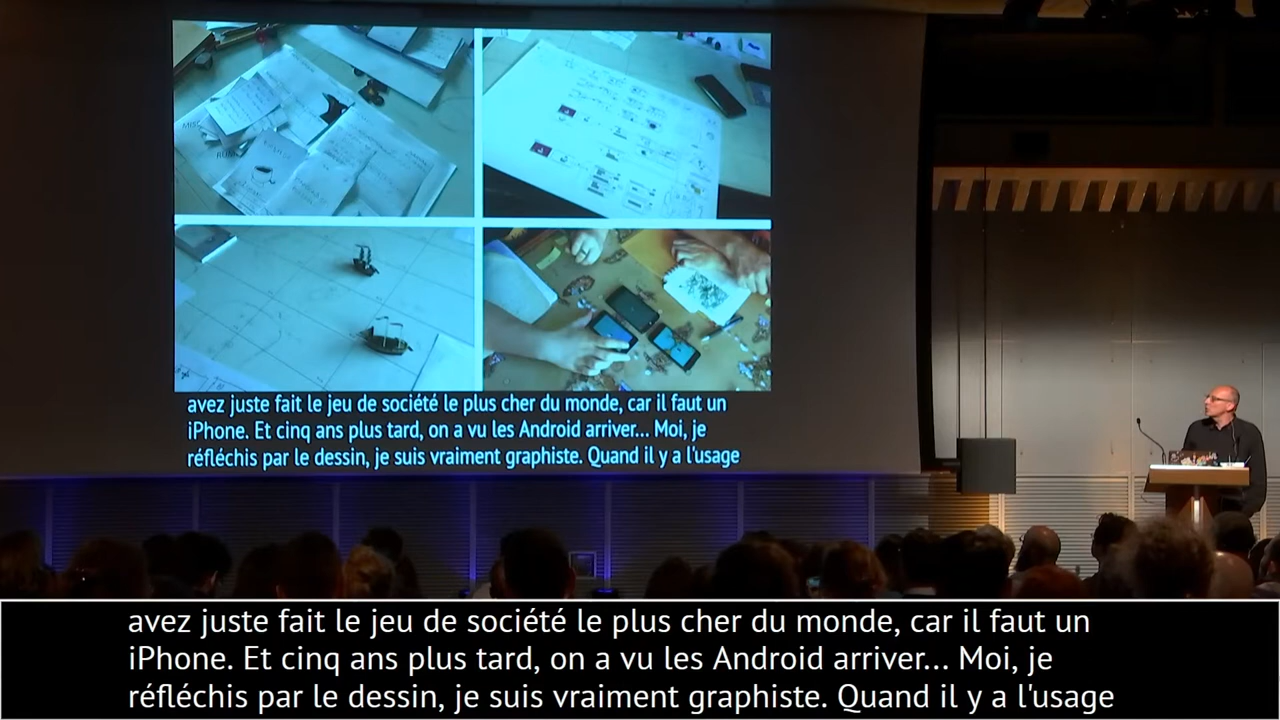 avez juste fait le jeu de société le plus cher du monde, car il faut un
iPhone. Et cinq ans plus tard, on a vu les Android arriver... Moi, je
réfléchis par le dessin, je suis vraiment graphiste. Quand il y a l'usage
avez juste fait le jeu de société le plus cher du monde, car il faut un
iPhone. Et cinq ans plus tard, on a vu les Android arriver... Moi, je
réfléchis par le dessin, je suis vraiment graphiste. Quand il y a l'usage